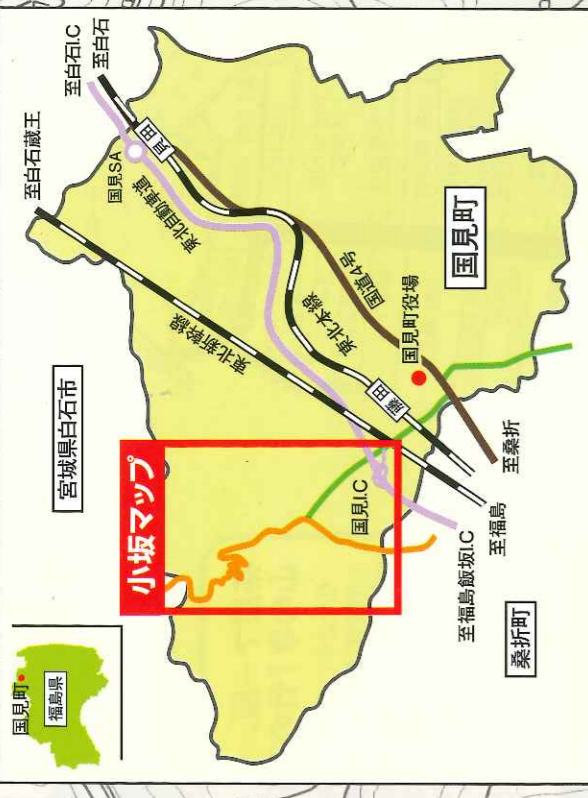 国見町
福島県
宮城県白石市
小坂マップ
至白石蔵王
至白石I.C
至白石
国見SA
貝田
東北自動車道
東北新幹線
東北本線
国道4号
国見町
国見町役場
藤田
国見I.C
至福島飯坂I.C
至福島
至桑折
桑折町